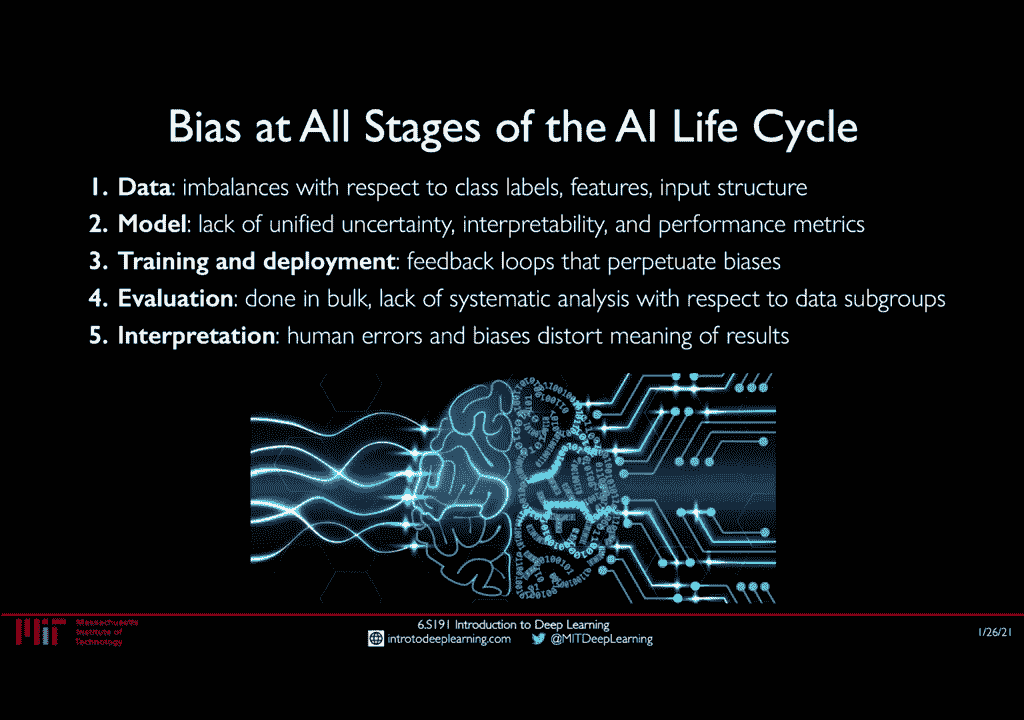 Bias at All Stages of the AI Life Cycle
1. Data: imbalances with respect to class labels, features, input structure
2. Model: lack of unified uncertainty, interpretability, and performance metrics
3. Training and deployment: feedback loops that perpetuate biases
4. Evaluation: done in bulk, lack of systematic analysis with respect to data subgroups
5. Interpretation: human errors and biases distort meaning of results
Massachusetts
Institute of
Technology
6.S191 Introduction to Deep Learning
introtodeeplearning.com @MITDeepLearning
1/26/21